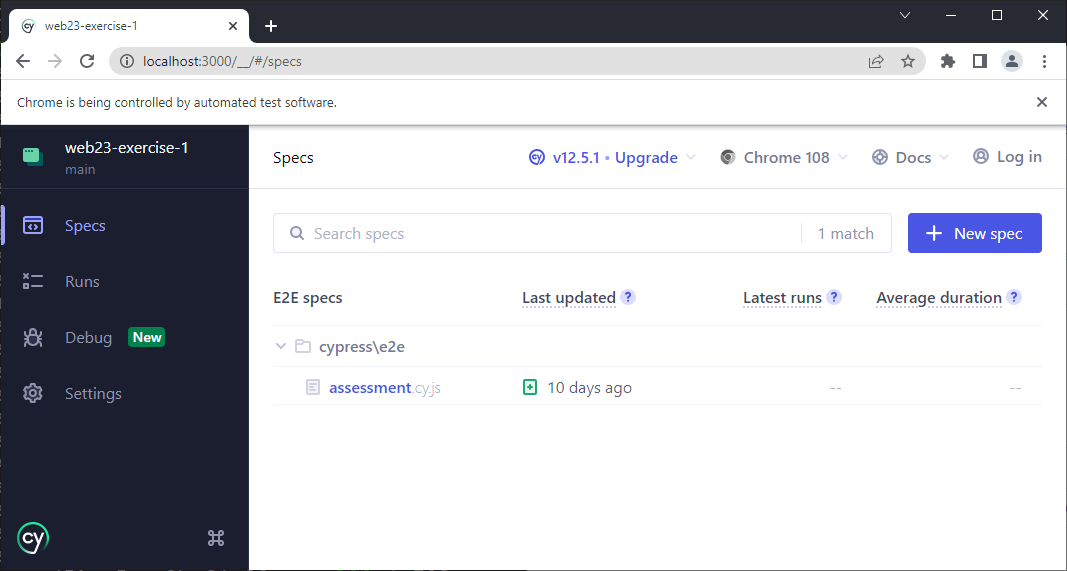 web23-exercise-1
localhost:3000/__/#/specs
Chrome is being controlled by automated test software.
web23-exercise-1
main
Specs
Runs
Debug New
Settings
cy
Specs
cy v12.5.1 • Upgrade
Chrome 108
Docs
Log in
Search specs
1 match
+ New spec
E2E specs
Last updated ?
Latest runs ?
Average duration ?
cypress\e2e
assessment.cy.js
10 days ago
--
--